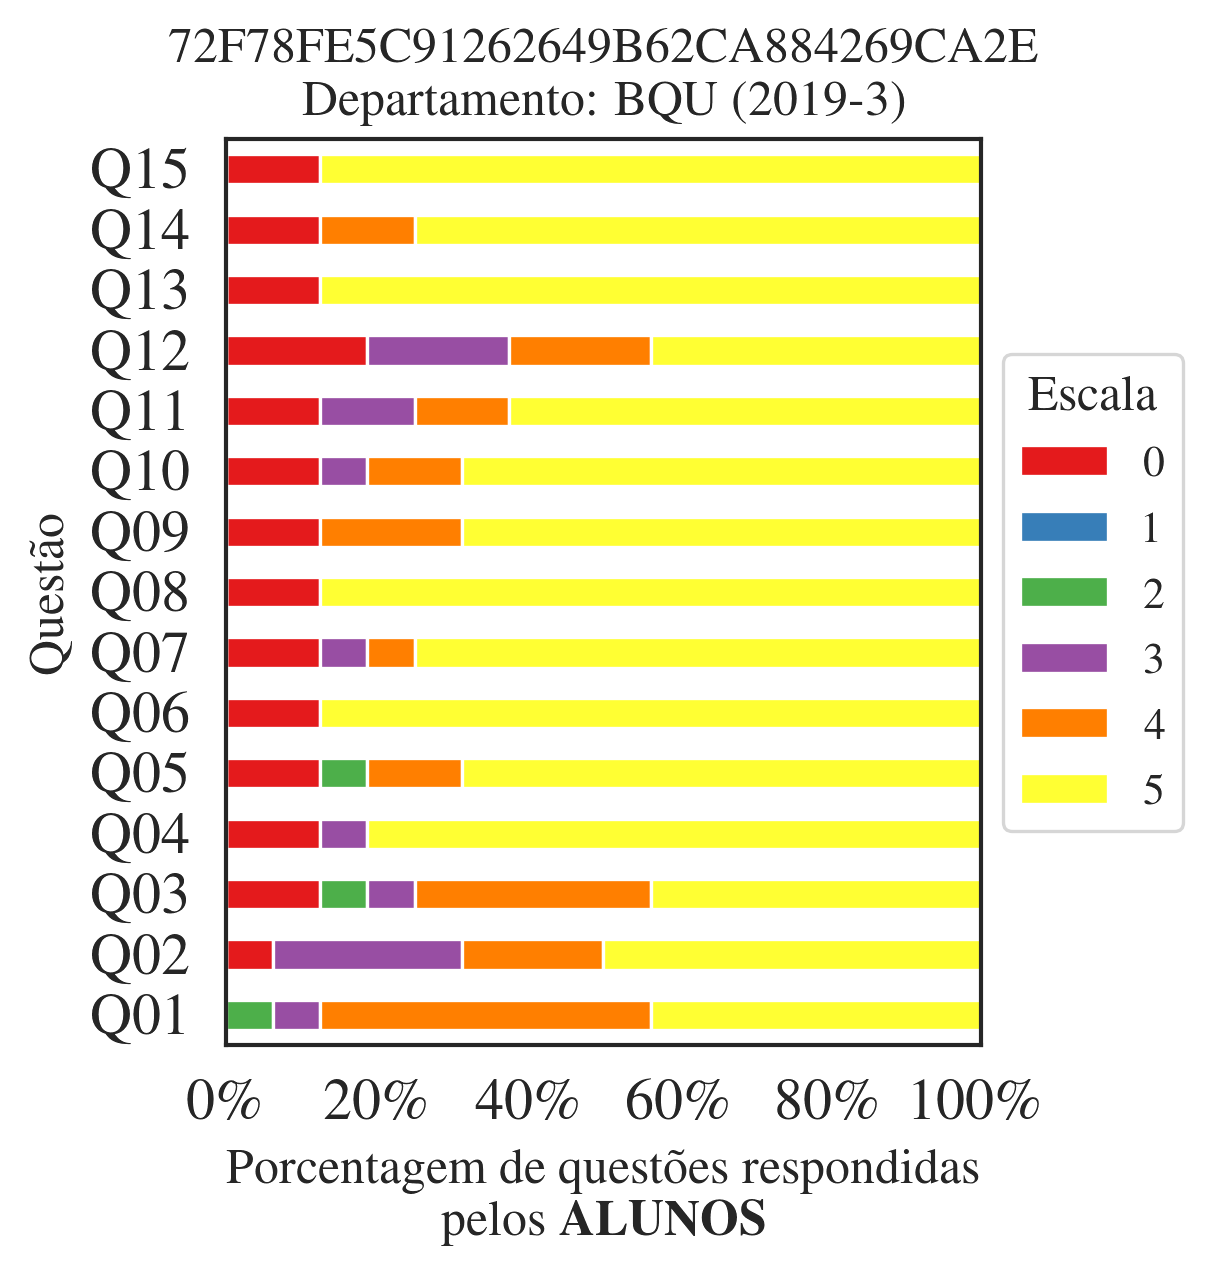 72F78FE5C91262649B62CA884269CA2E
Departamento: BQU (2019-3)
Questão
Q15
Q14
Q13
Q12
Q11
Q10
Q09
Q08
Q07
Q06
Q05
Q04
Q03
Q02
Q01
0% 20% 40% 60% 80% 100%
Porcentagem de questões respondidas
pelos ALUNOS
Escala
0
1
2
3
4
5